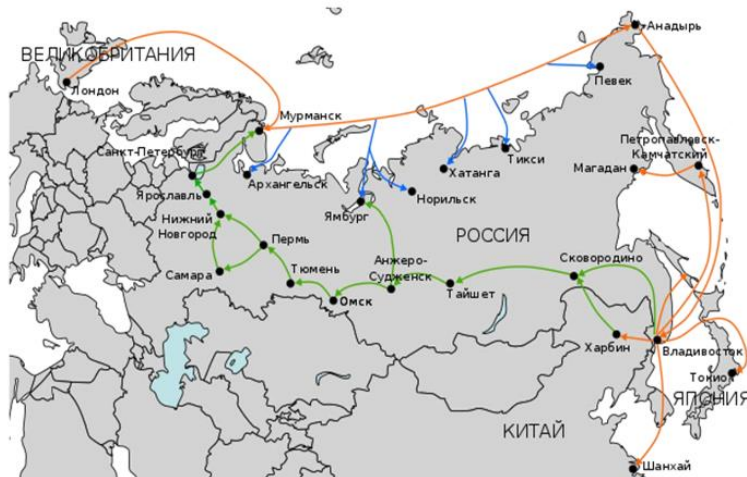 Анадырь
ВЕЛИКОБРИТАНИЯ
Лондон
Певек
Мурманск
Санкт-Петербург
Петропавловск-
Камчатский
Тикси
Магадан
Хатанга
Архангельск
Ярославль
Норильск
Ямбург
Нижний
Новгород
РОССИЯ
Пермь
Анжеро-
Судженск
Сковородино
Самара
Тюмень
Тайшет
Омск
Харбин
Владивосток
Токио
ЯПОНИЯ
КИТАЙ
Шанхай